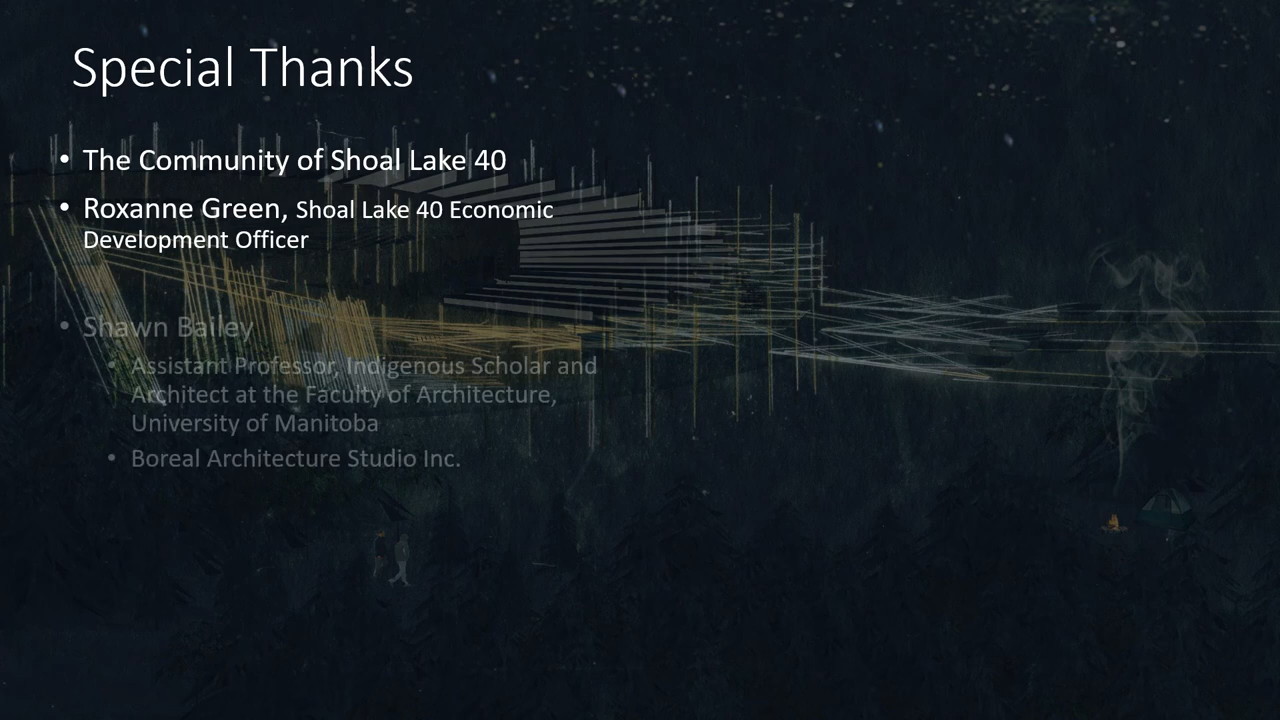 Special Thanks
• The Community of Shoal Lake 40
• Roxanne Green, Shoal Lake 40 Economic
Development Officer
• Shawn Bailey
• Assistant Professor, Indigenous Scholar and
Architect at the Faculty of Architecture,
University of Manitoba
• Boreal Architecture Studio Inc.